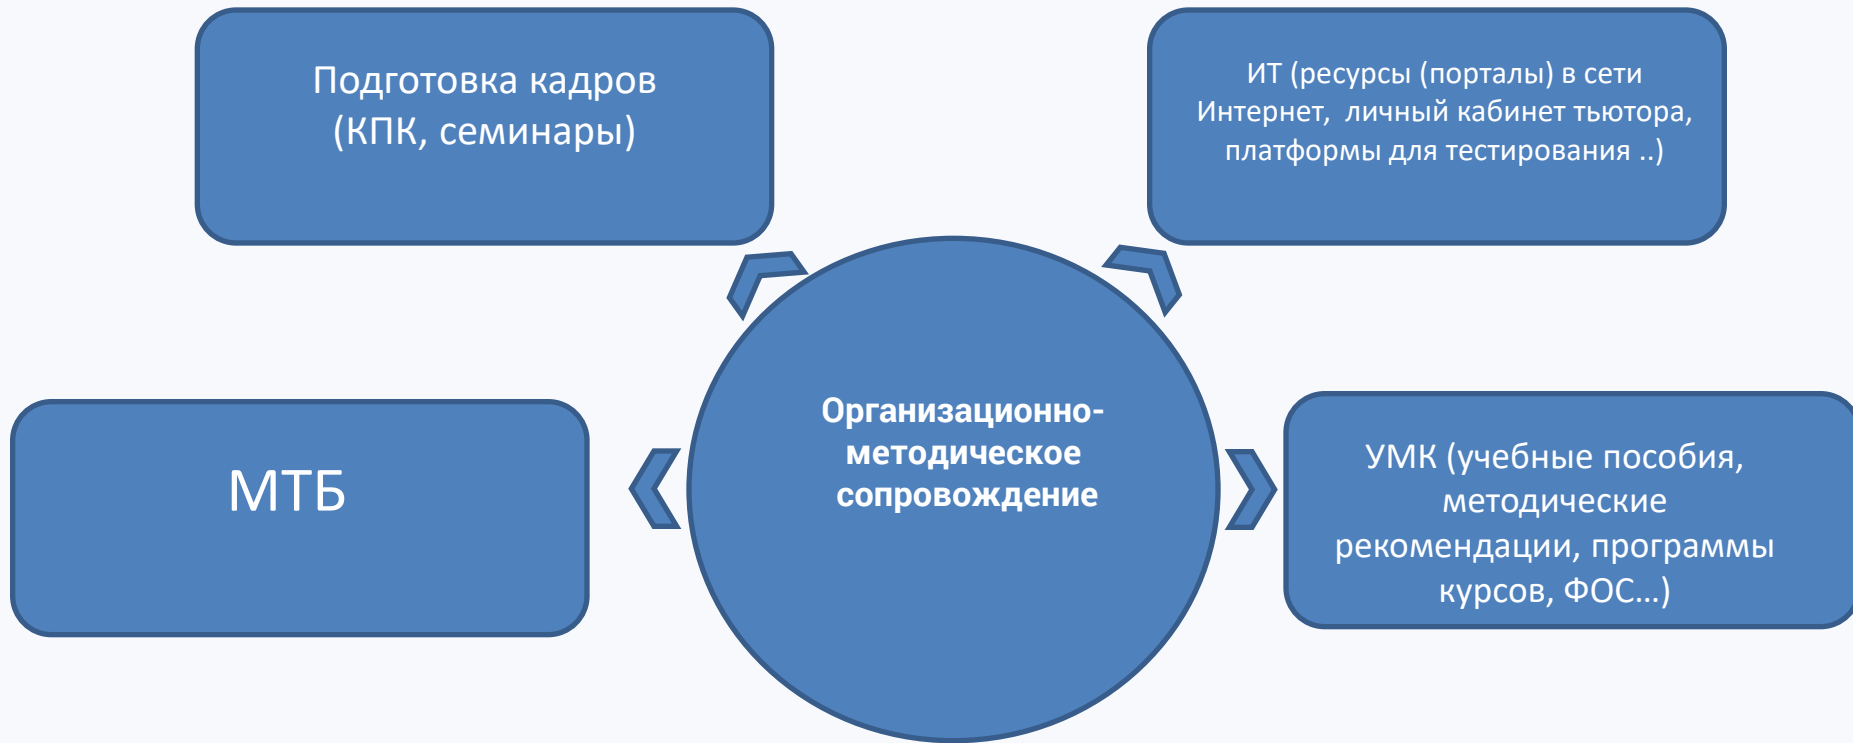 Подготовка кадров
(КПК, семинары)
ИТ (ресурсы (порталы) в сети
Интернет, личный кабинет тьютора,
платформы для тестирования ..)
Организационно-
методическое
сопровождение
МТБ
УМК (учебные пособия,
методические
рекомендации, программы
курсов, ФОС...)